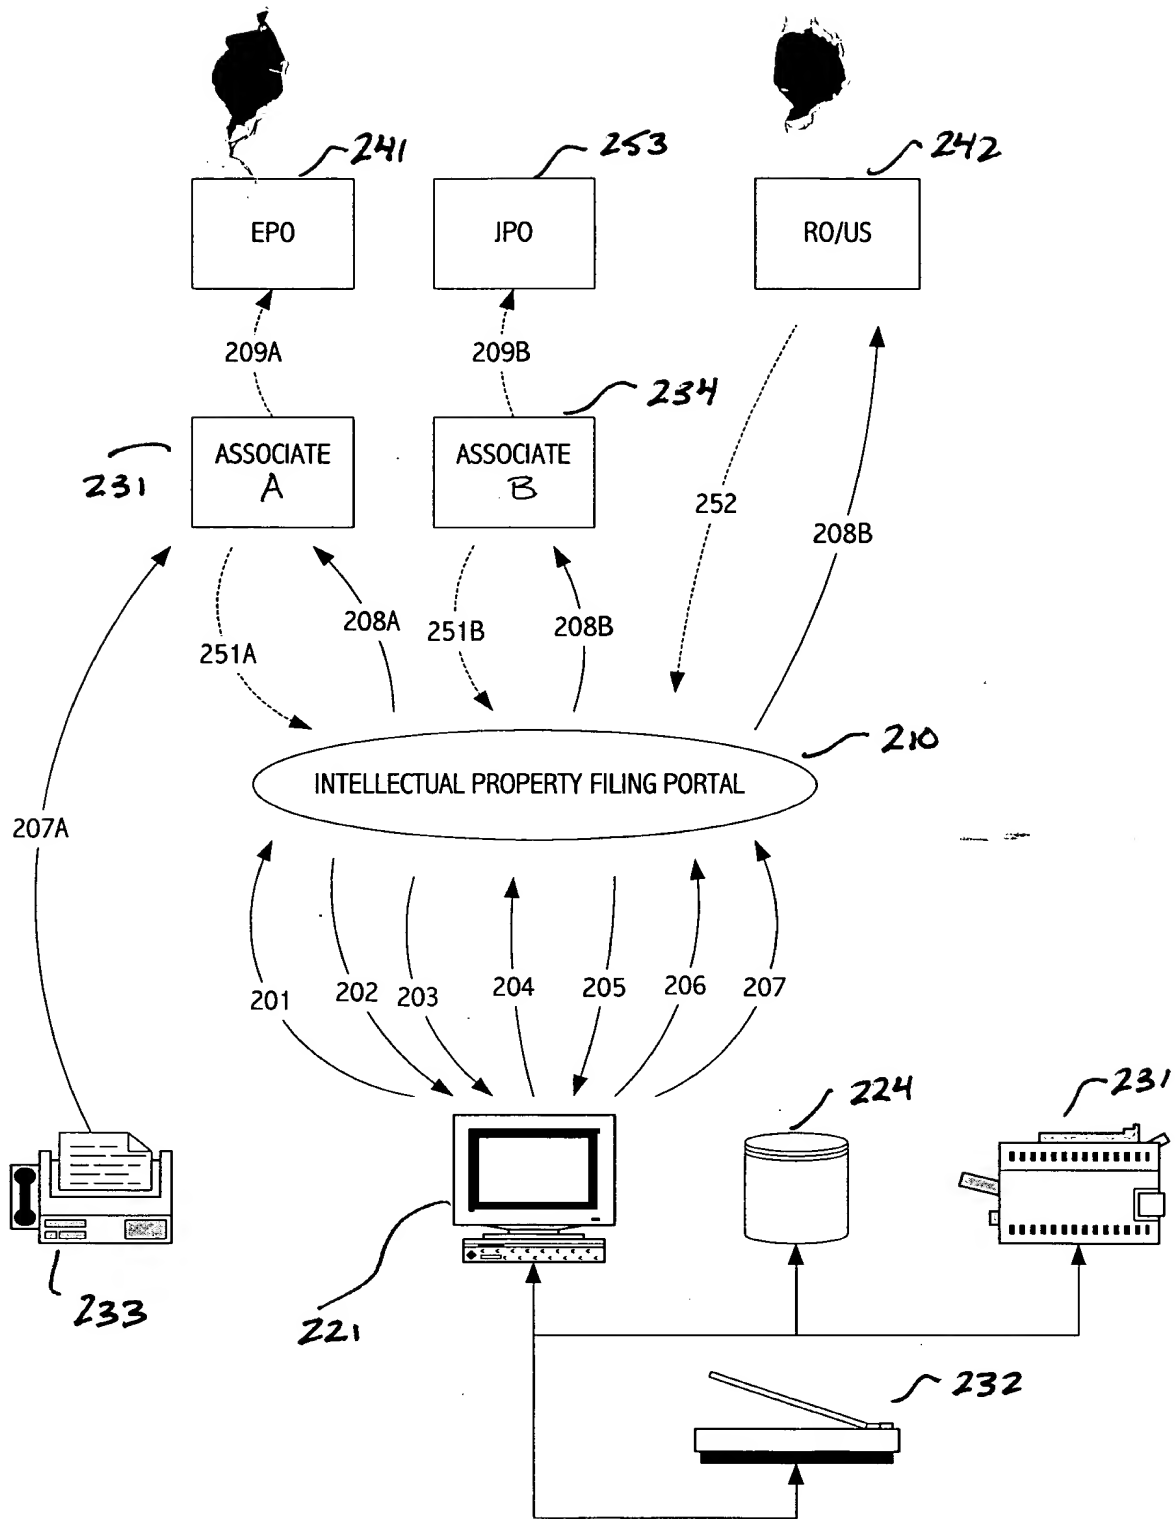 241
253
242
EPO
JPO
RO/US
209A
209B
234
231
ASSOCIATE
A
ASSOCIATE
B
252
208B
208A
251B
208B
251A
210
INTELLECTUAL PROPERTY FILING PORTAL
207A
201
202
203
204
205
206
207
224
231
233
221
232